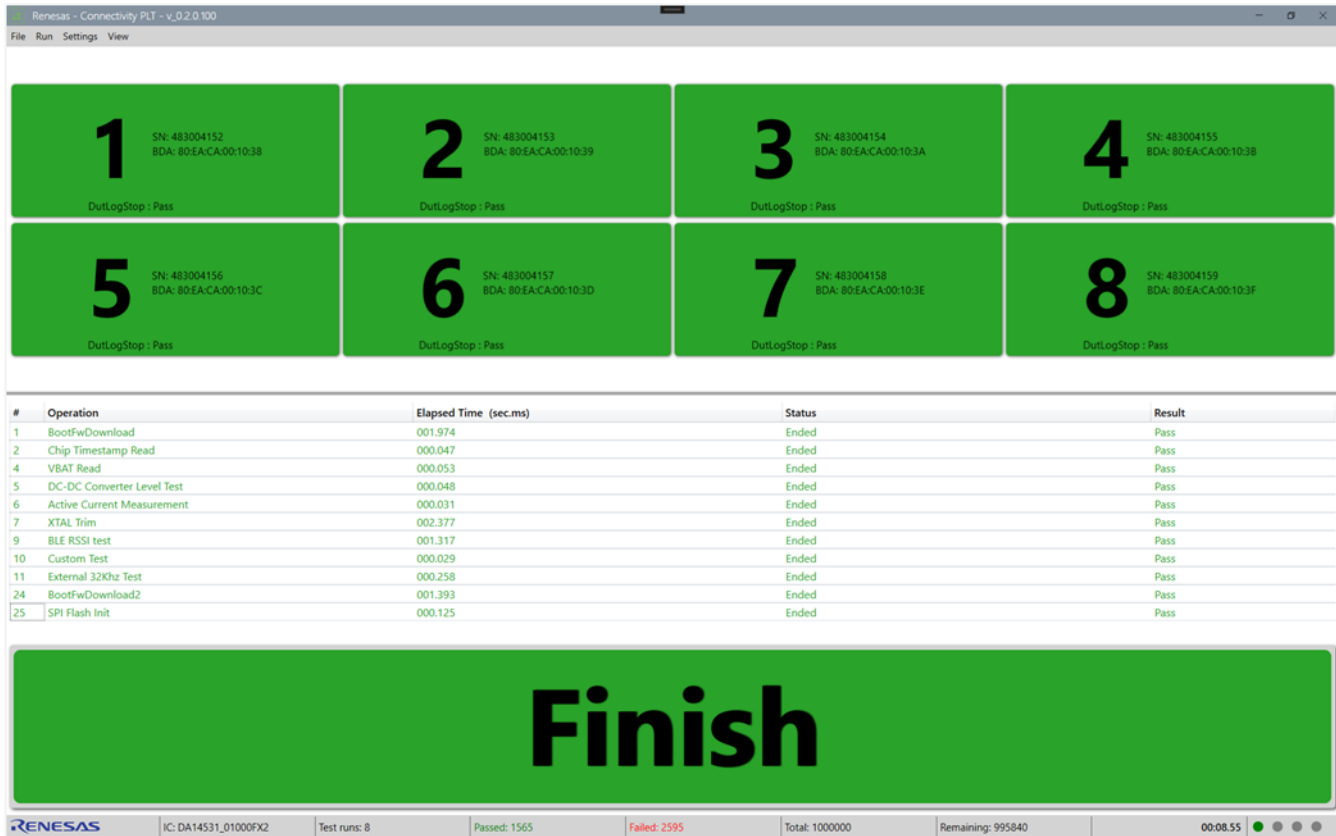 Renesas - Connectivity PLT - v_0.2.0.100
File Run Settings View
1
SN: 483004152
BDA: 80:EA:CA:00:10:38
DutLogStop : Pass
2
SN: 483004153
BDA: 80:EA:CA:00:10:39
DutLogStop : Pass
3
SN: 483004154
BDA: 80:EA:CA:00:10:3A
DutLogStop : Pass
4
SN: 483004155
BDA: 80:EA:CA:00:10:3B
DutLogStop : Pass
5
SN: 483004156
BDA: 80:EA:CA:00:10:3C
DutLogStop : Pass
6
SN: 483004157
BDA: 80:EA:CA:00:10:3D
DutLogStop : Pass
7
SN: 483004158
BDA: 80:EA:CA:00:10:3E
DutLogStop : Pass
8
SN: 483004159
BDA: 80:EA:CA:00:10:3F
DutLogStop : Pass
# Operation Elapsed Time (sec.ms) Status Result
1 BootFwDownload 001.974 Ended Pass
2 Chip Timestamp Read 000.047 Ended Pass
4 VBAT Read 000.053 Ended Pass
5 DC-DC Converter Level Test 000.048 Ended Pass
6 Active Current Measurement 000.031 Ended Pass
7 XTAL Trim 002.377 Ended Pass
9 BLE RSSI test 001.317 Ended Pass
10 Custom Test 000.029 Ended Pass
11 External 32Khz Test 000.258 Ended Pass
24 BootFwDownload2 001.393 Ended Pass
25 SPI Flash Init 000.125 Ended Pass
Finish
RENESAS IC: DA14531_01000FX2 Test runs: 8 Passed: 1565 Failed: 2595 Total: 1000000 Remaining: 995840 00:08.55